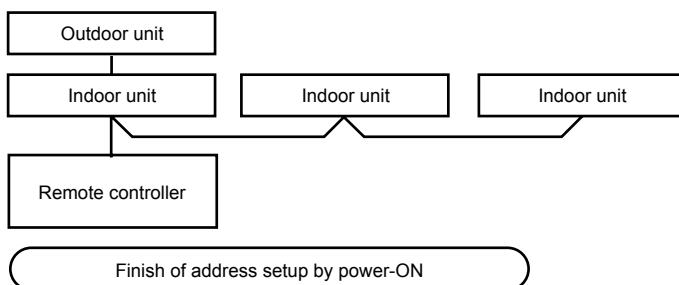 Outdoor unit
Indoor unit
Indoor unit
Indoor unit
Remote controller
Finish of address setup by power-ON